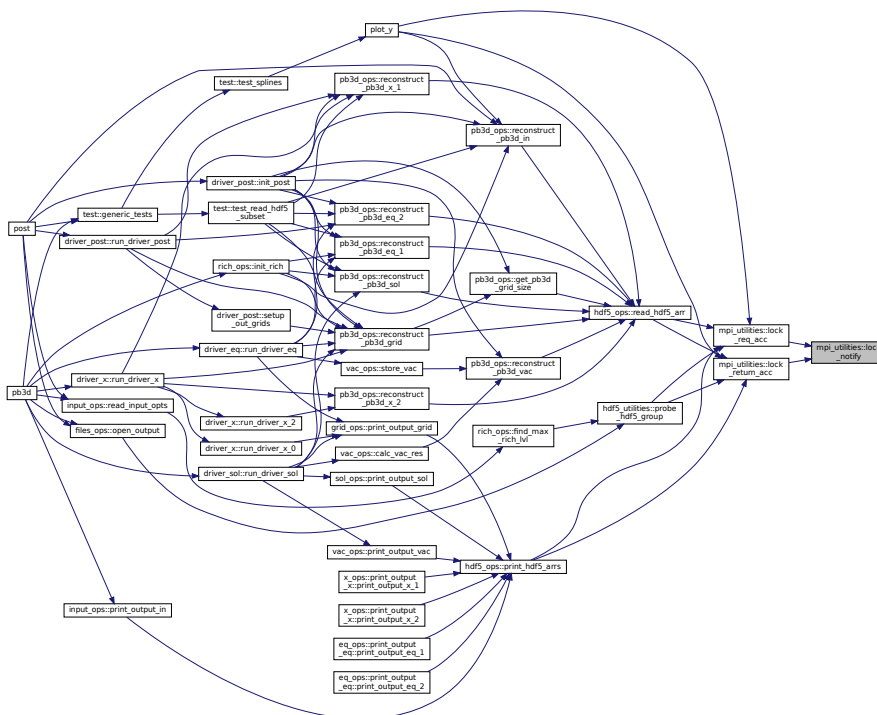 plot_y
test::test_splines
pb3d_ops::reconstruct
_pb3d_x_1
pb3d_ops::reconstruct
_pb3d_in
driver_post::init_post
test::generic_tests
test::test_read_hdf5
_subset
pb3d_ops::reconstruct
_pb3d_eq_2
post
driver_post::run_driver_post
pb3d_ops::reconstruct
_pb3d_eq_1
rich_ops::init_rich
pb3d_ops::reconstruct
_pb3d_sol
pb3d_ops::get_pb3d
_grid_size
hdf5_ops::read_hdf5_arr
driver_post::setup
_out_grids
pb3d_ops::reconstruct
_pb3d_grid
mpi_utilities::lock
_req_acc
mpi_utilities::lock
_notify
driver_eq::run_driver_eq
vac_ops::store_vac
pb3d_ops::reconstruct
_pb3d_vac
mpi_utilities::lock
_return_acc
pb3d
driver_x::run_driver_x
pb3d_ops::reconstruct
_pb3d_x_2
input_ops::read_input_opts
hdf5_utilities::probe
_hdf5_group
driver_x::run_driver_x_2
files_ops::open_output
grid_ops::print_output_grid
rich_ops::find_max
_rich_lvl
driver_x::run_driver_x_0
vac_ops::calc_vac_res
driver_sol::run_driver_sol
sol_ops::print_output_sol
vac_ops::print_output_vac
hdf5_ops::print_hdf5_arrs
x_ops::print_output
_x::print_output_x_1
input_ops::print_output_in
x_ops::print_output
_x::print_output_x_2
eq_ops::print_output
_eq::print_output_eq_1
eq_ops::print_output
_eq::print_output_eq_2